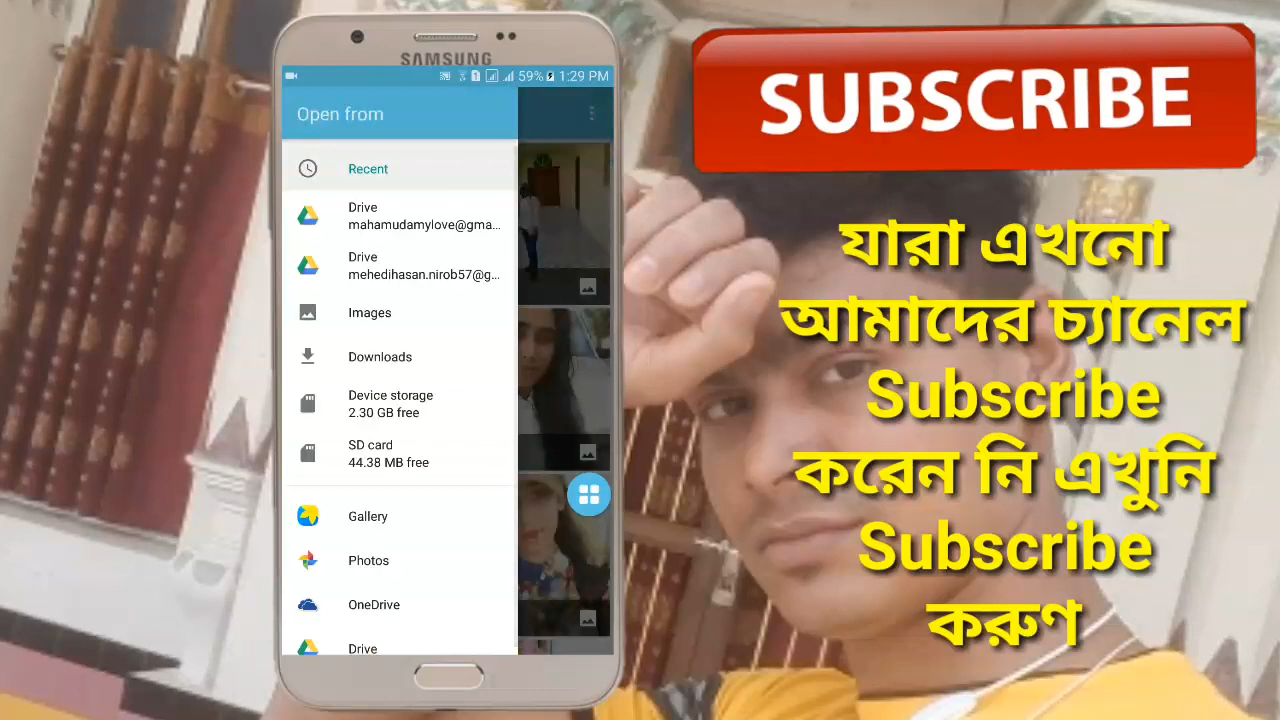 SAMSUNG
59% 1:29 PM
Open from
Recent
Drive
mahamudamylove@gma...
Drive
mehedihasan.nirob57@g...
Images
Downloads
Device storage
2.30 GB free
SD card
44.38 MB free
Gallery
Photos
OneDrive
Drive
SUBSCRIBE
যারা এখনো
আমাদের চ্যানেল
Subscribe
করেন নি এখুনি
Subscribe
করুণ